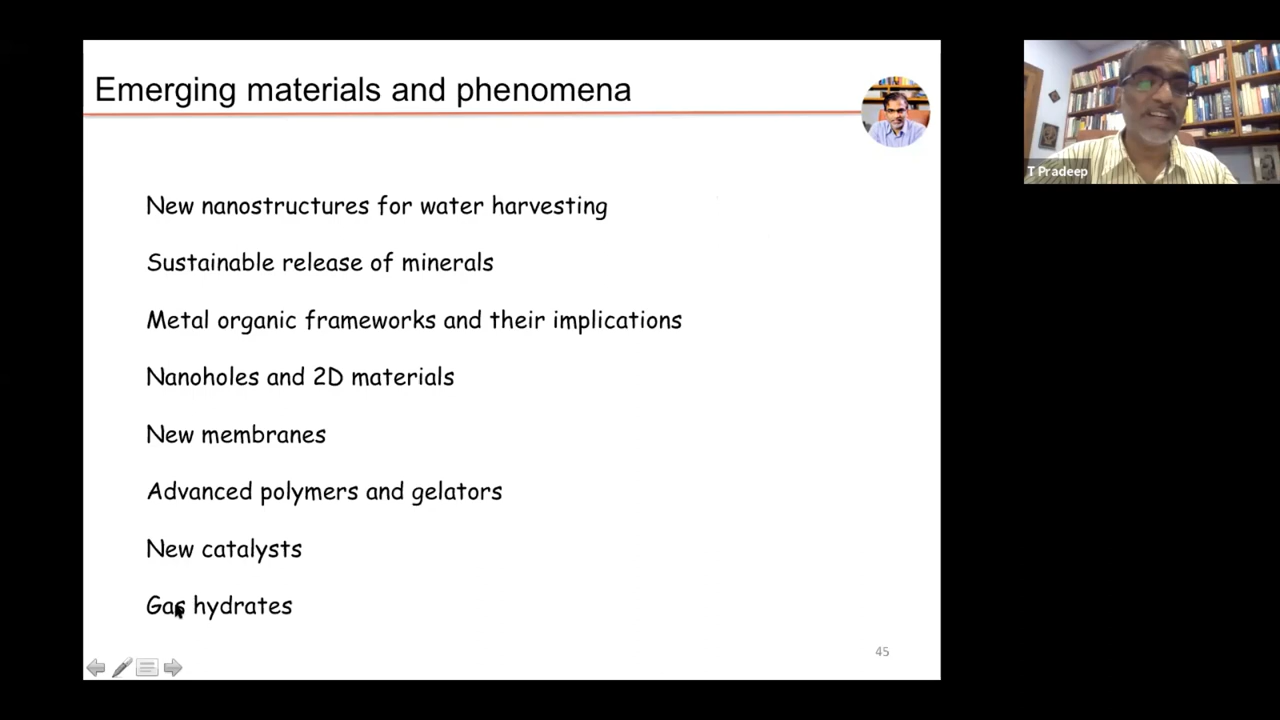 Emerging materials and phenomena
T Pradeep
New nanostructures for water harvesting
Sustainable release of minerals
Metal organic frameworks and their implications
Nanoholes and 2D materials
New membranes
Advanced polymers and gelators
New catalysts
Gas hydrates
45